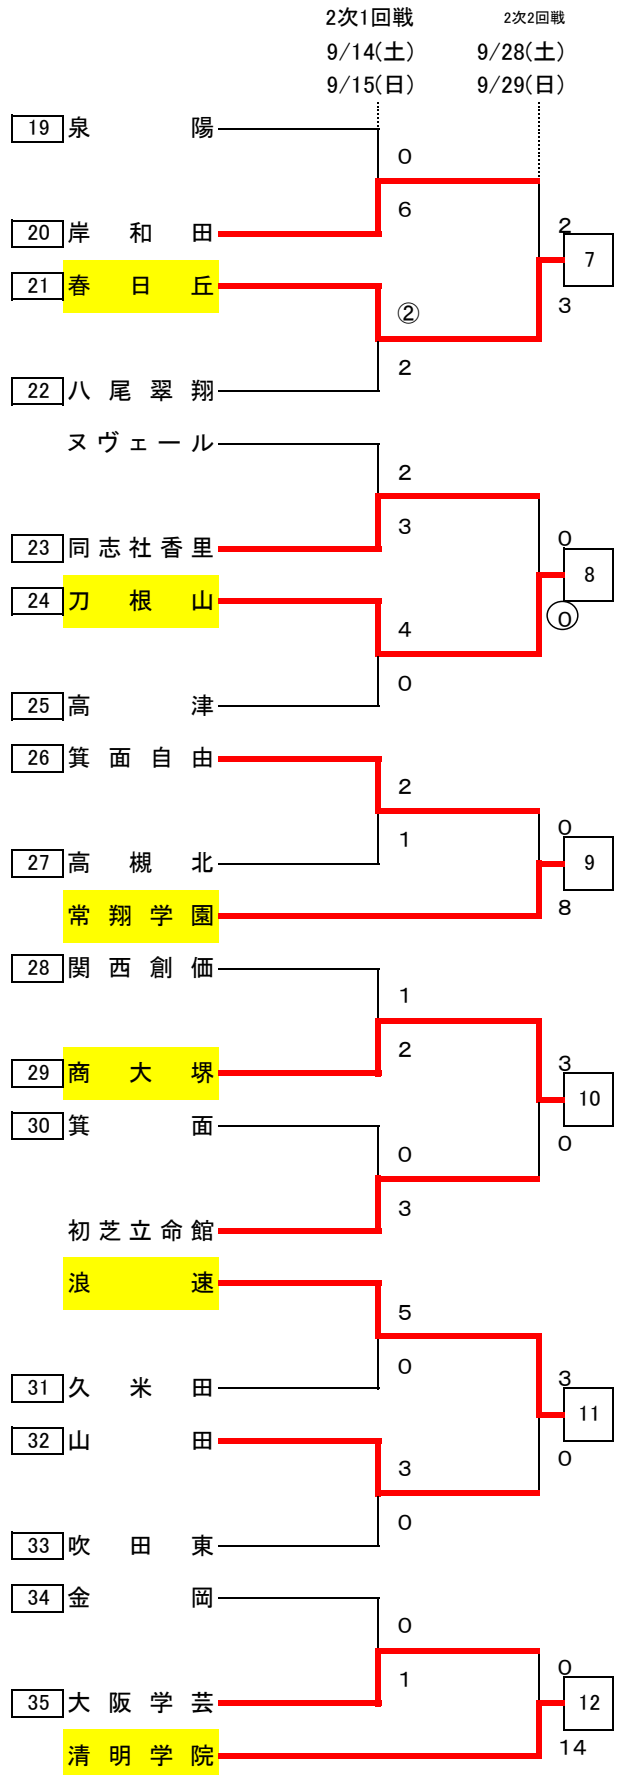 2次1回戦 2次2回戦
9/14(土) 9/28(土)
9/15(日) 9/29(日)
19 泉陽
0
6
20 岸和田
2
7
21 春日丘
3
②
2
22 八尾翠翔
ヌヴェール
2
3
0
23 同志社香里
8
24 刀根山
0
4
0
25 高津
26 箕面自由
2
0
1
27 高槻北
9
8
常翔学園
28 関西創価
1
2
3
29 商大堺
10
30 箕面
0
0
3
初芝立命館
浪速
5
0
3
31 久米田
11
32 山田
0
3
0
33 吹田東
34 金岡
0
0
1
35 大阪学芸
12
14
清明学院